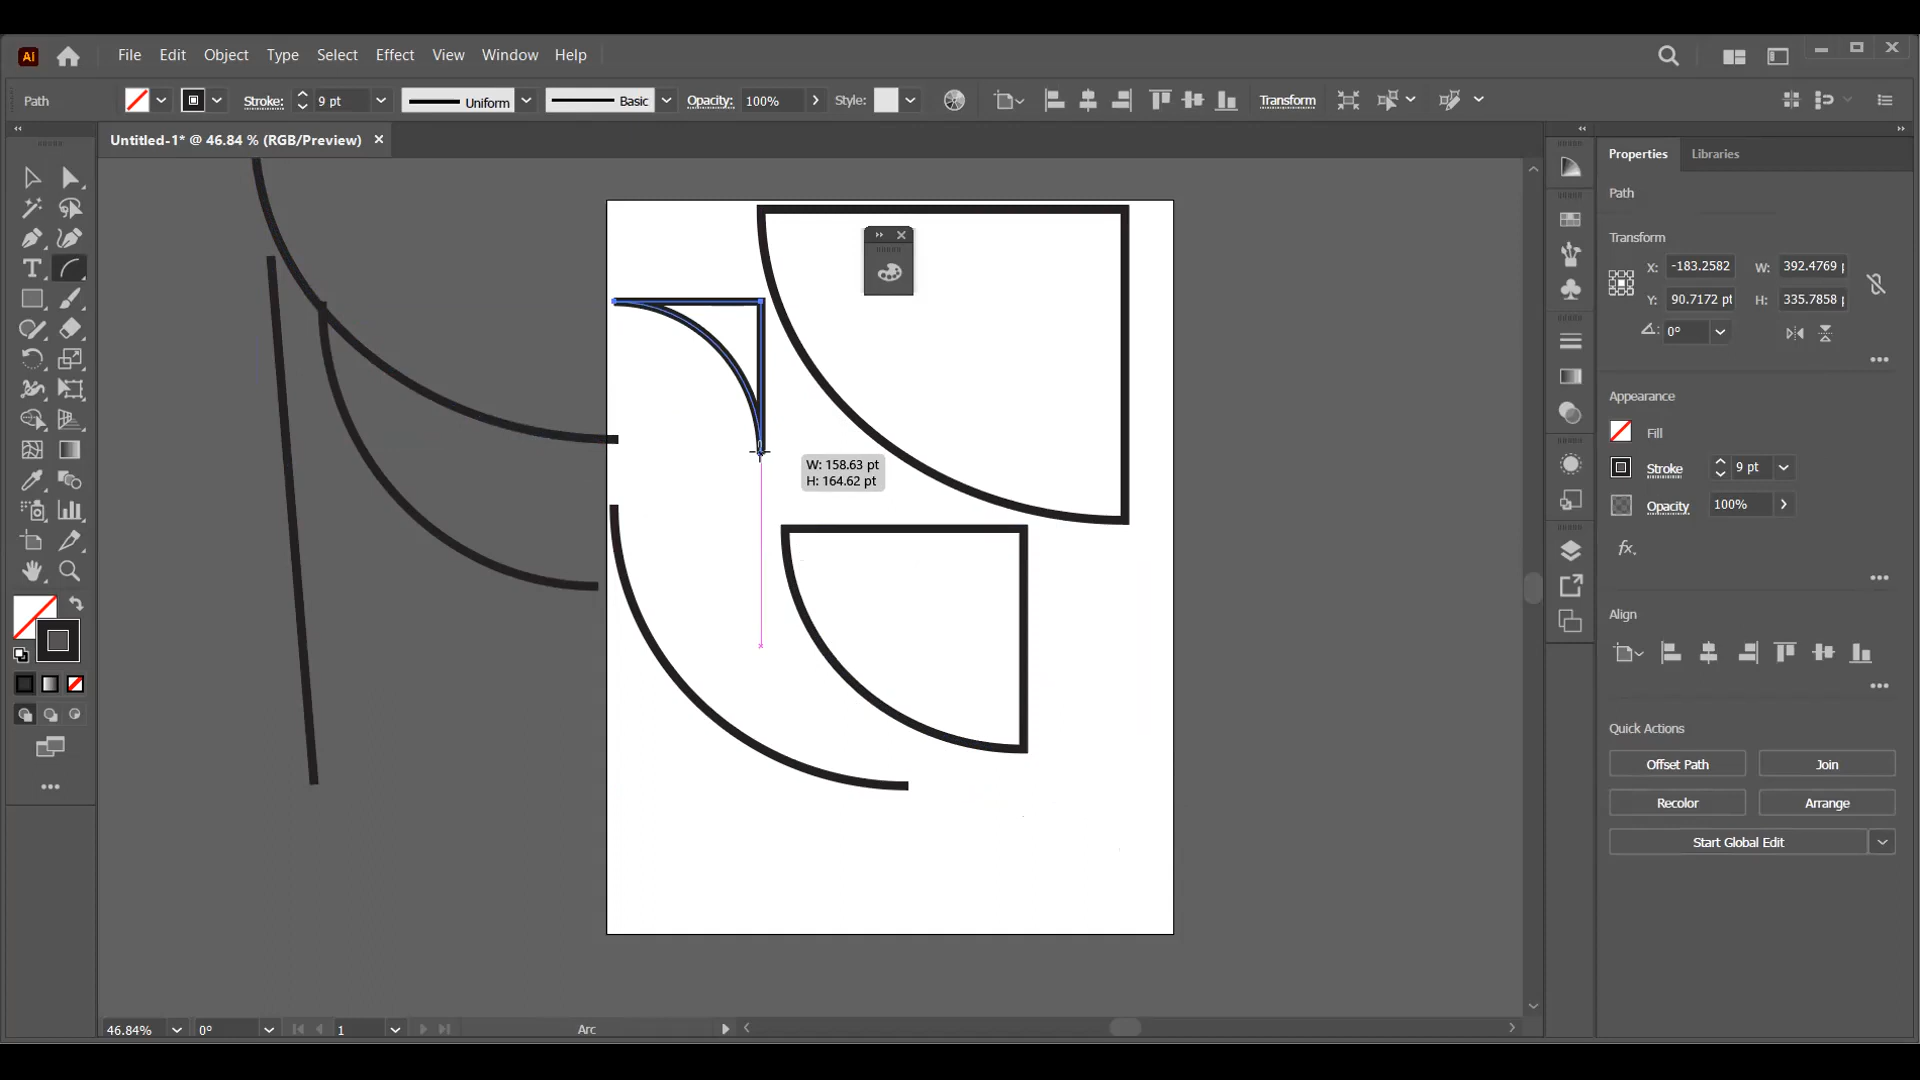 Ai File Edit Object Type Select Effect View Window Help
Path Stroke: 9 pt Uniform Basic Opacity: 100% Style: Transform
Untitled-1* @ 46.84 % (RGB/Preview)
Properties Libraries
Path
Transform
X: -183.2582 W: 392.4769
Y: 90.7172 pt H: 335.7858
0°
Appearance
Fill
Stroke 9 pt
Opacity 100%
fx.
W: 158.63 pt
H: 164.62 pt
Align
Quick Actions
Offset Path Join
Recolor Arrange
Start Global Edit
46.84% 0° 1 Arc